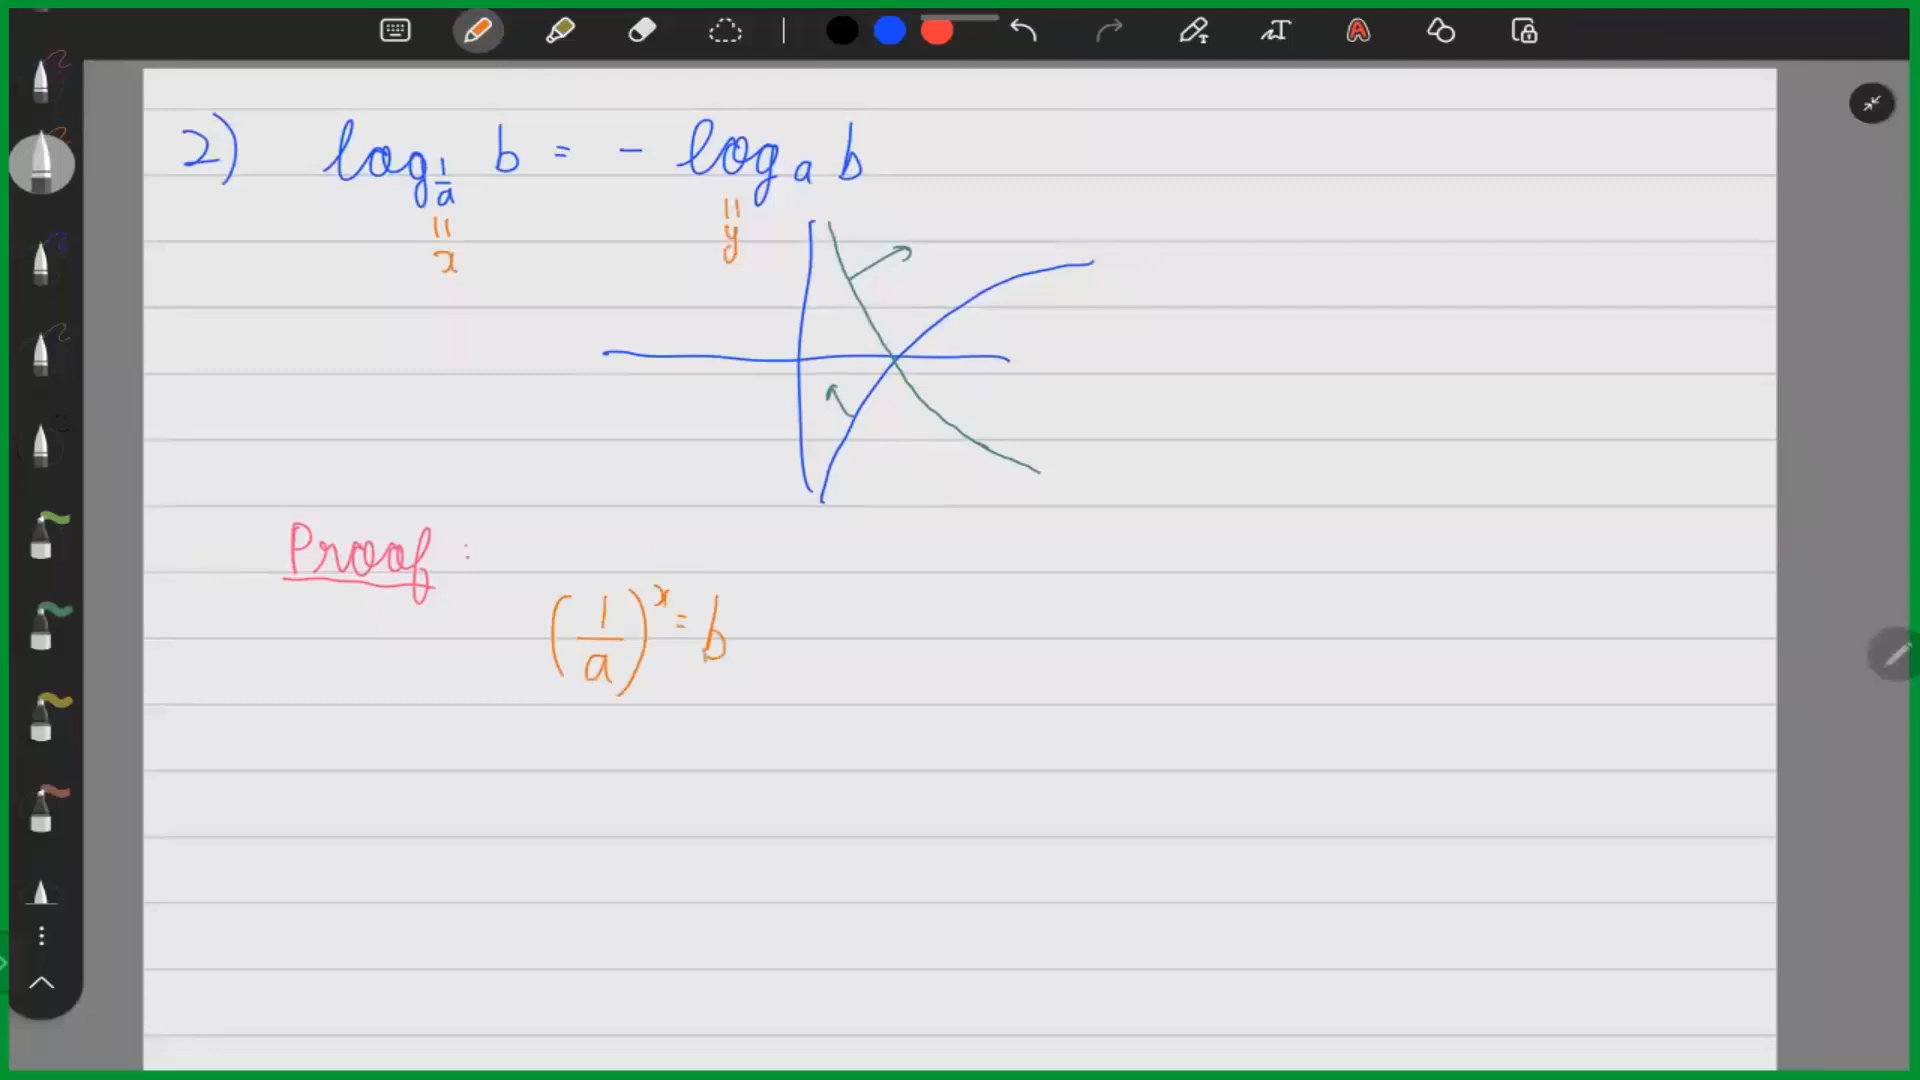 2) log_{1/a} b = - log_a b
= x
= y
Proof :
(1/a)^x = b